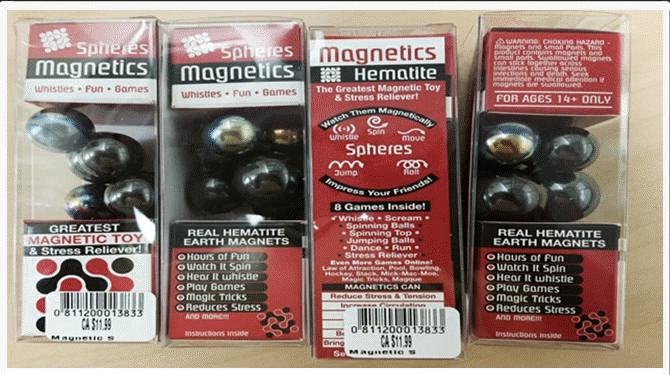 Spheres
Magnetics
Whistles • Fun • Games
GREATEST
MAGNETIC TOY
& Stress Reliever!
0811200013833
CA $11.99
Magnetic S
Spheres
Magnetics
Whistles • Fun • Games
REAL HEMATITE
EARTH MAGNETS
Hours of Fun
Watch It Spin
Hear It Whistle
Play Games
Magic Tricks
Reduces Stress
AND MORE!!!
Instructions Inside
Magnetics
Hematite
The Greatest Magnetic Toy
& Stress Reliever!
Watch Them Magnetically
Whistle
Spin
move
Spheres
Jump
Roll
Impress Your Friends!
8 Games Inside!
Whistle • Scream •
Spinning Balls
Spinning Top •
Jumping Balls
Dance • Run •
Stress Reliever
Even More Games Online!
Law of Attraction, Pool, Bowling,
Hockey, Stack, Mick-Mac-Moe,
Magic Tricks, Magque
MAGNETICS CAN
Reduce Stress & Tension
Increase Circulation
0811200013833
CA $11.99
Magnetic S
WARNING: CHOKING HAZARD -
Magnets and Small Parts. This
product contains magnets and
small parts. Swallowed magnets
can stick together across
intestines causing serious
infections and death. Seek
immediate medical attention if
magnets are swallowed
FOR AGES 14+ ONLY
REAL HEMATITE
EARTH MAGNETS
Hours of Fun
Watch It Spin
Hear It whistle
Play Games
Magic Tricks
Reduces Stress
AND MORE!!!
Instructions Inside